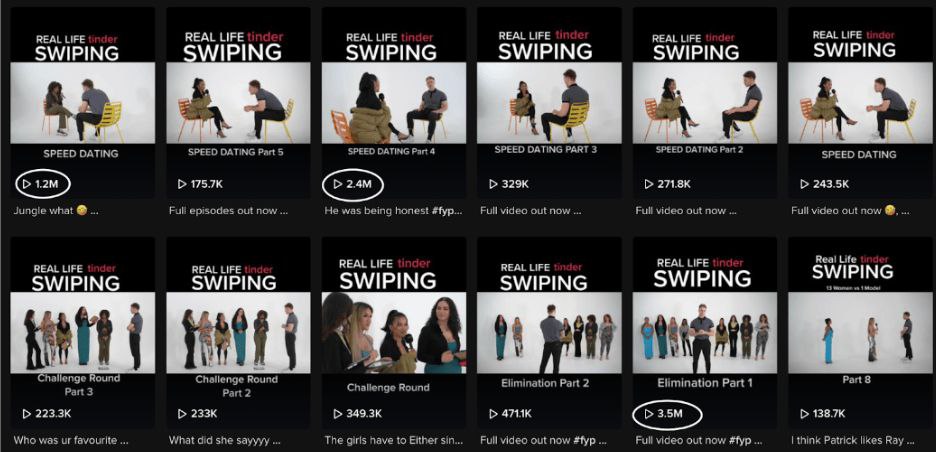 REAL LIFE tinder
SWIPING
SPEED DATING
1.2M
Jungle what 🤣 ...
REAL LIFE tinder
SWIPING
SPEED DATING Part 5
175.7K
Full episodes out now ...
REAL LIFE tinder
SWIPING
SPEED DATING Part 4
2.4M
He was being honest #fyp...
REAL LIFE tinder
SWIPING
SPEED DATING PART 3
329K
Full video out now ...
REAL LIFE tinder
SWIPING
SPEED DATING Part 2
271.8K
Full video out now ...
REAL LIFE tinder
SWIPING
SPEED DATING
243.5K
Full video out now 🤣, ...
REAL LIFE tinder
SWIPING
Challenge Round
Part 3
223.3K
Who was ur favourite ...
REAL LIFE tinder
SWIPING
Challenge Round
Part 2
233K
What did she sayyyy ...
REAL LIFE tinder
SWIPING
Challenge Round
349.3K
The girls have to Either sin...
REAL LIFE tinder
SWIPING
Elimination Part 2
471.1K
Full video out now #fyp ...
REAL LIFE tinder
SWIPING
Elimination Part 1
3.5M
Full video out now #fyp ...
Real Life tinder
SWIPING
13 Women vs 1 Model
Part 8
138.7K
I think Patrick likes Ray ...